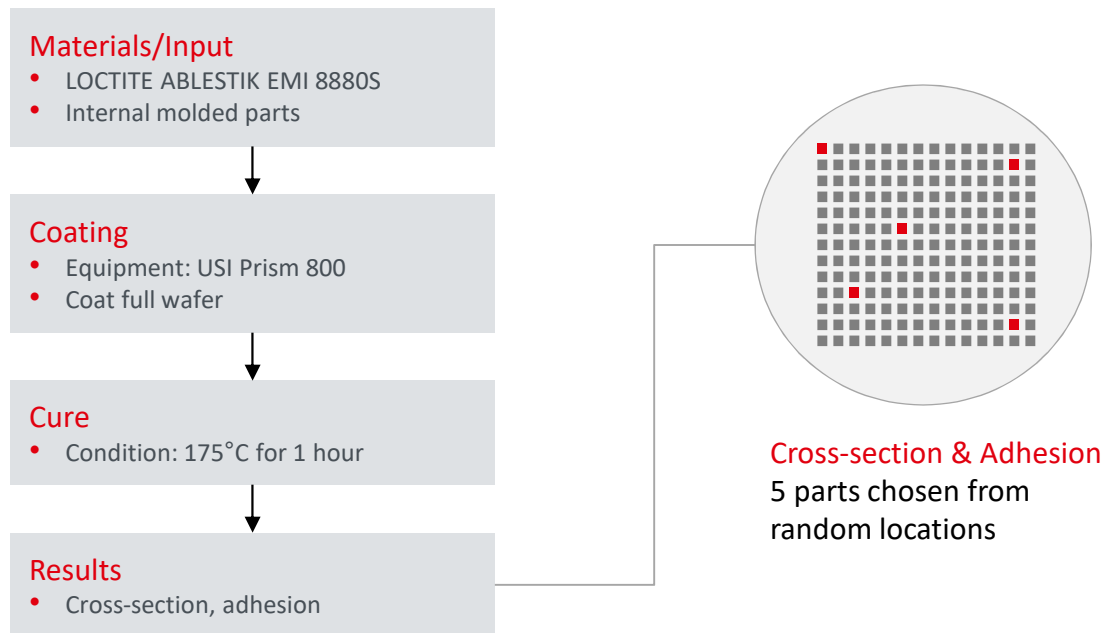 Materials/Input
• LOCTITE ABLESTIK EMI 8880S
• Internal molded parts
Coating
• Equipment: USI Prism 800
• Coat full wafer
Cure
• Condition: 175°C for 1 hour
Results
• Cross-section, adhesion
Cross-section & Adhesion
5 parts chosen from
random locations